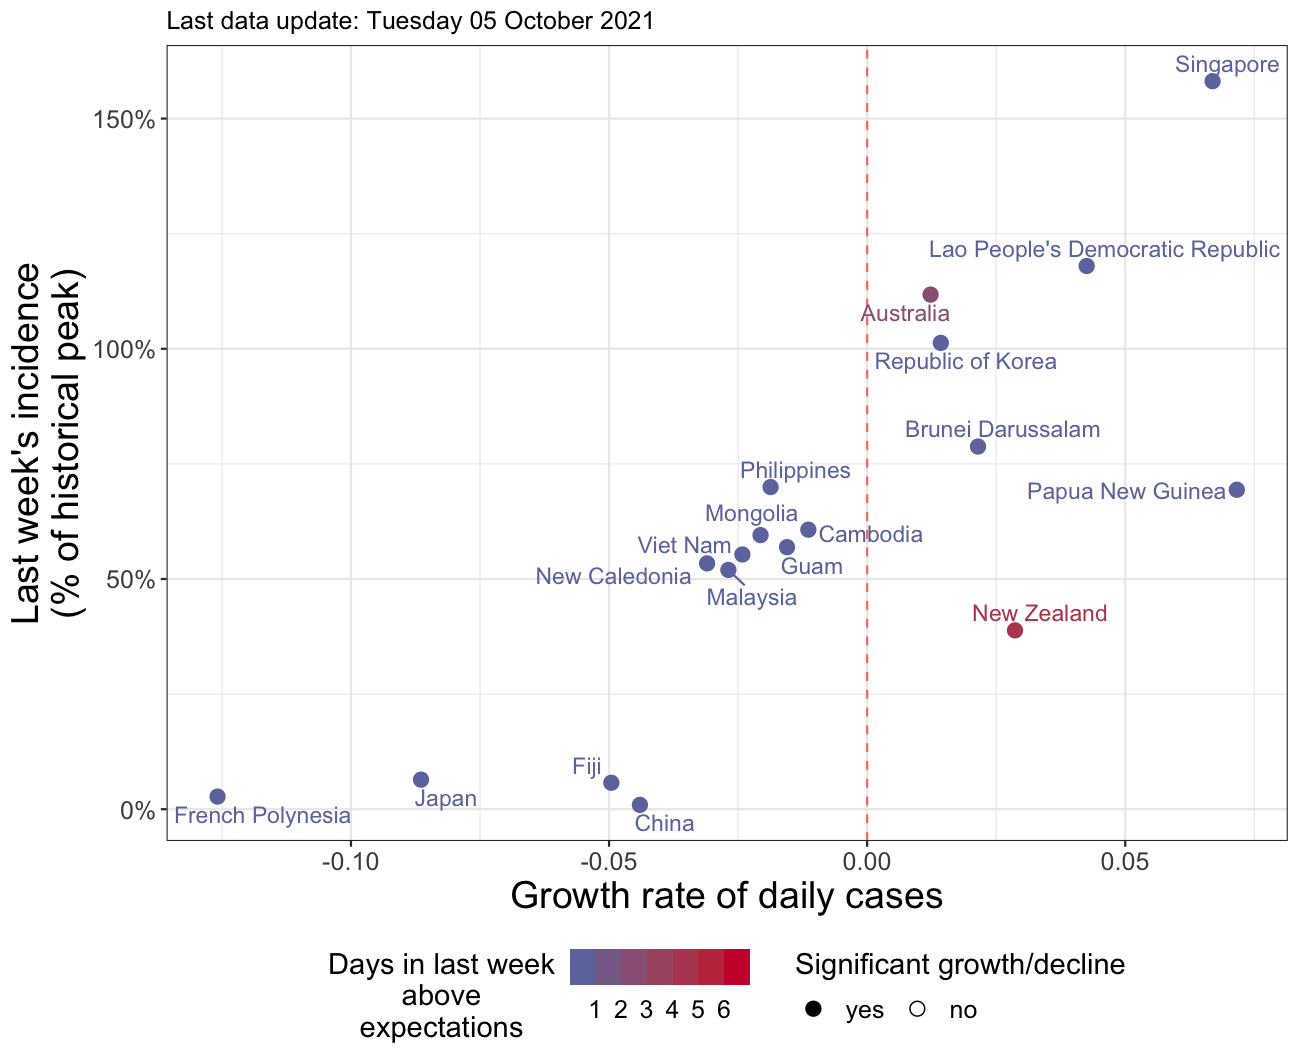 Last data update: Tuesday 05 October 2021
Last week's incidence
(% of historical peak)
150%
100%
50%
0%
Singapore
Lao People's Democratic Republic
Australia
Republic of Korea
Brunei Darussalam
Philippines
Papua New Guinea
Mongolia
Cambodia
Viet Nam
Guam
New Caledonia
Malaysia
New Zealand
Fiji
Japan
French Polynesia
China
-0.10
-0.05
0.00
0.05
Growth rate of daily cases
Days in last week
above
expectations
1 2 3 4 5 6
Significant growth/decline
yes
no